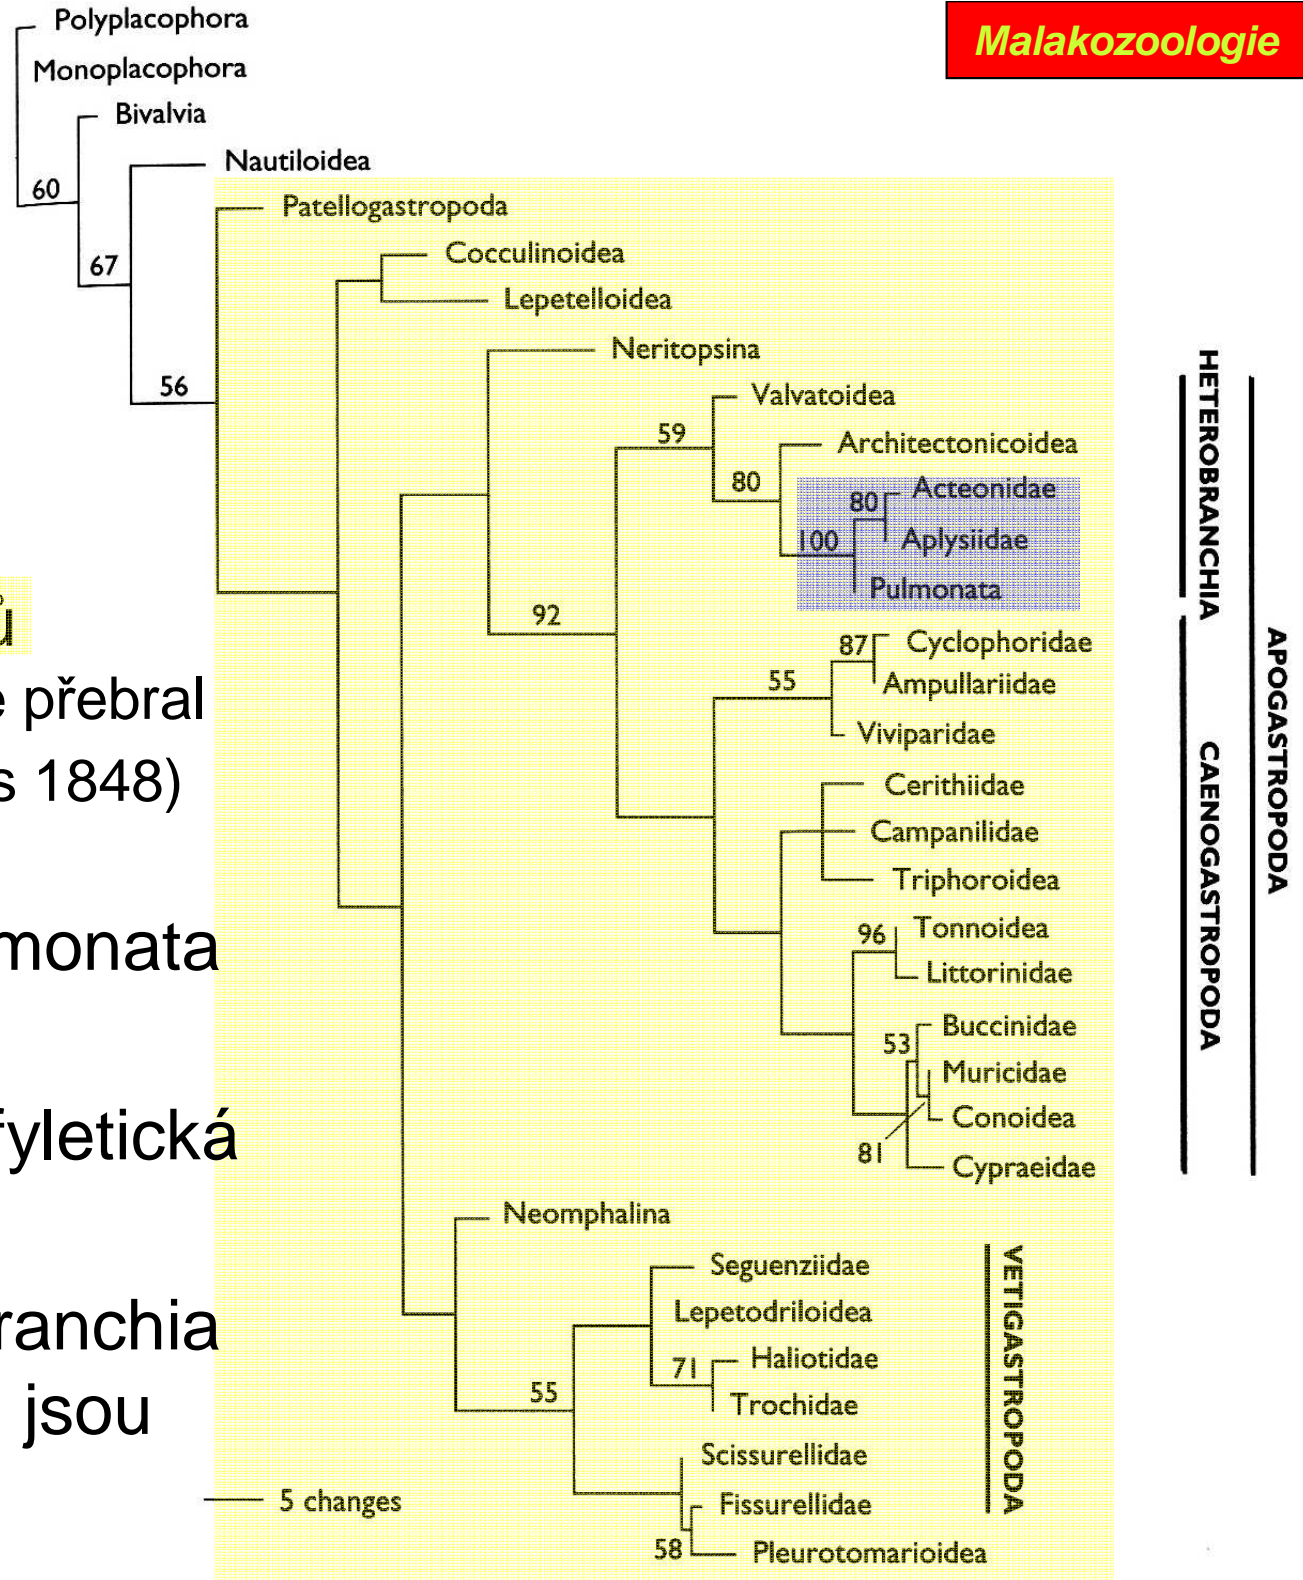 Malakozoologie
Polyplacophora
Monoplacophora
Bivalvia
Nautiloidea
60
Patellogastropoda
Cocculinoidea
67
Lepetelloidea
Neritopsina
56
Valvatoidea
59
Architectonicoidea
80
Acteonidae
80
Aplysiidae
100
Pulmonata
HETEROBRANCHIA
ů
92
Cyclophoridae
87
Ampullariidae
55
přebral
Viviparidae
s 1848)
Cerithiidae
Campanilidae
Triphoroidea
Tonnoidea
96
monata
Littorinidae
Buccinidae
53
Muricidae
Conoidea
81
fyletická
Cypraeidae
CAENOGASTROPODA
APOGASTROPODA
Neomphalina
Seguenziidae
Lepetodriloidea
ranchia
Haliotidae
71
Trochidae
55
jsou
Scissurellidae
Fissurellidae
58
Pleurotomarioidea
VETIGASTROPODA
5 changes